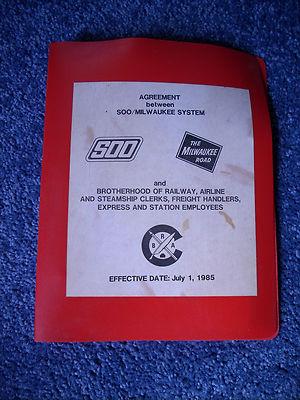 AGREEMENT
between
SOO/MILWAUKEE SYSTEM
SOO
THE
MILWAUKEE
ROAD
and
BROTHERHOOD OF RAILWAY, AIRLINE
AND STEAMSHIP CLERKS, FREIGHT HANDLERS,
EXPRESS AND STATION EMPLOYEES
R
B A
C
EFFECTIVE DATE: July 1, 1985